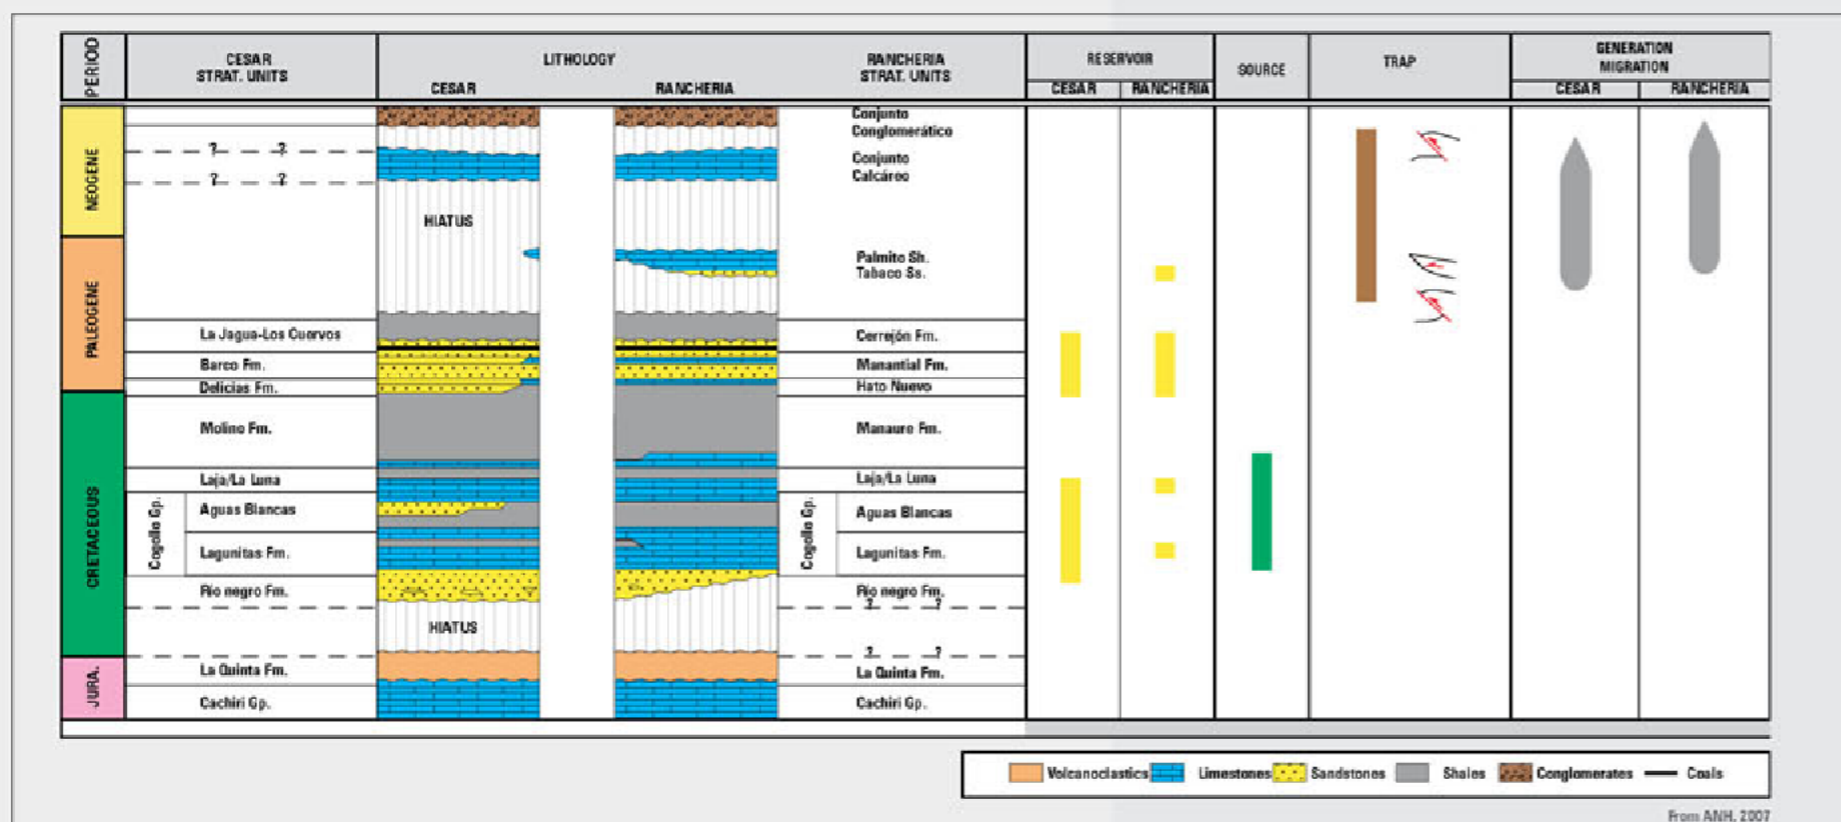 PERIOD
CESAR
STRAT. UNITS
LITHOLOGY
CESAR
RANCHERIA
RANCHERIA
STRAT. UNITS
RESERVOIR
CESAR
RANCHERIA
SOURCE
TRAP
GENERATION
MIGRATION
CESAR
RANCHERIA
NEOGENE
PALEOGENE
CRETACEOUS
JURA.
? ?
? ?
La Jagua-Los Cuervos
Barco Fm.
Delicias Fm.
Molino Fm.
Laja/La Luna
Cogollo Gp.
Aguas Blancas
Lagunitas Fm.
Río negro Fm.
La Quinta Fm.
Cachiri Gp.
HIATUS
HIATUS
Conjunto
Conglomerático
Conjunto
Calcáreo
Palmito Sh.
Tabaco Ss.
Cerrejón Fm.
Manantial Fm.
Hato Nuevo
Manaure Fm.
Laja/La Luna
Cogollo Gp.
Aguas Blancas
Lagunitas Fm.
Río negro Fm.
? ?
? ?
La Quinta Fm.
Cachiri Gp.
Volcanoclastics Limestones Sandstones Shales Conglomerates Coals
From ANH, 2007